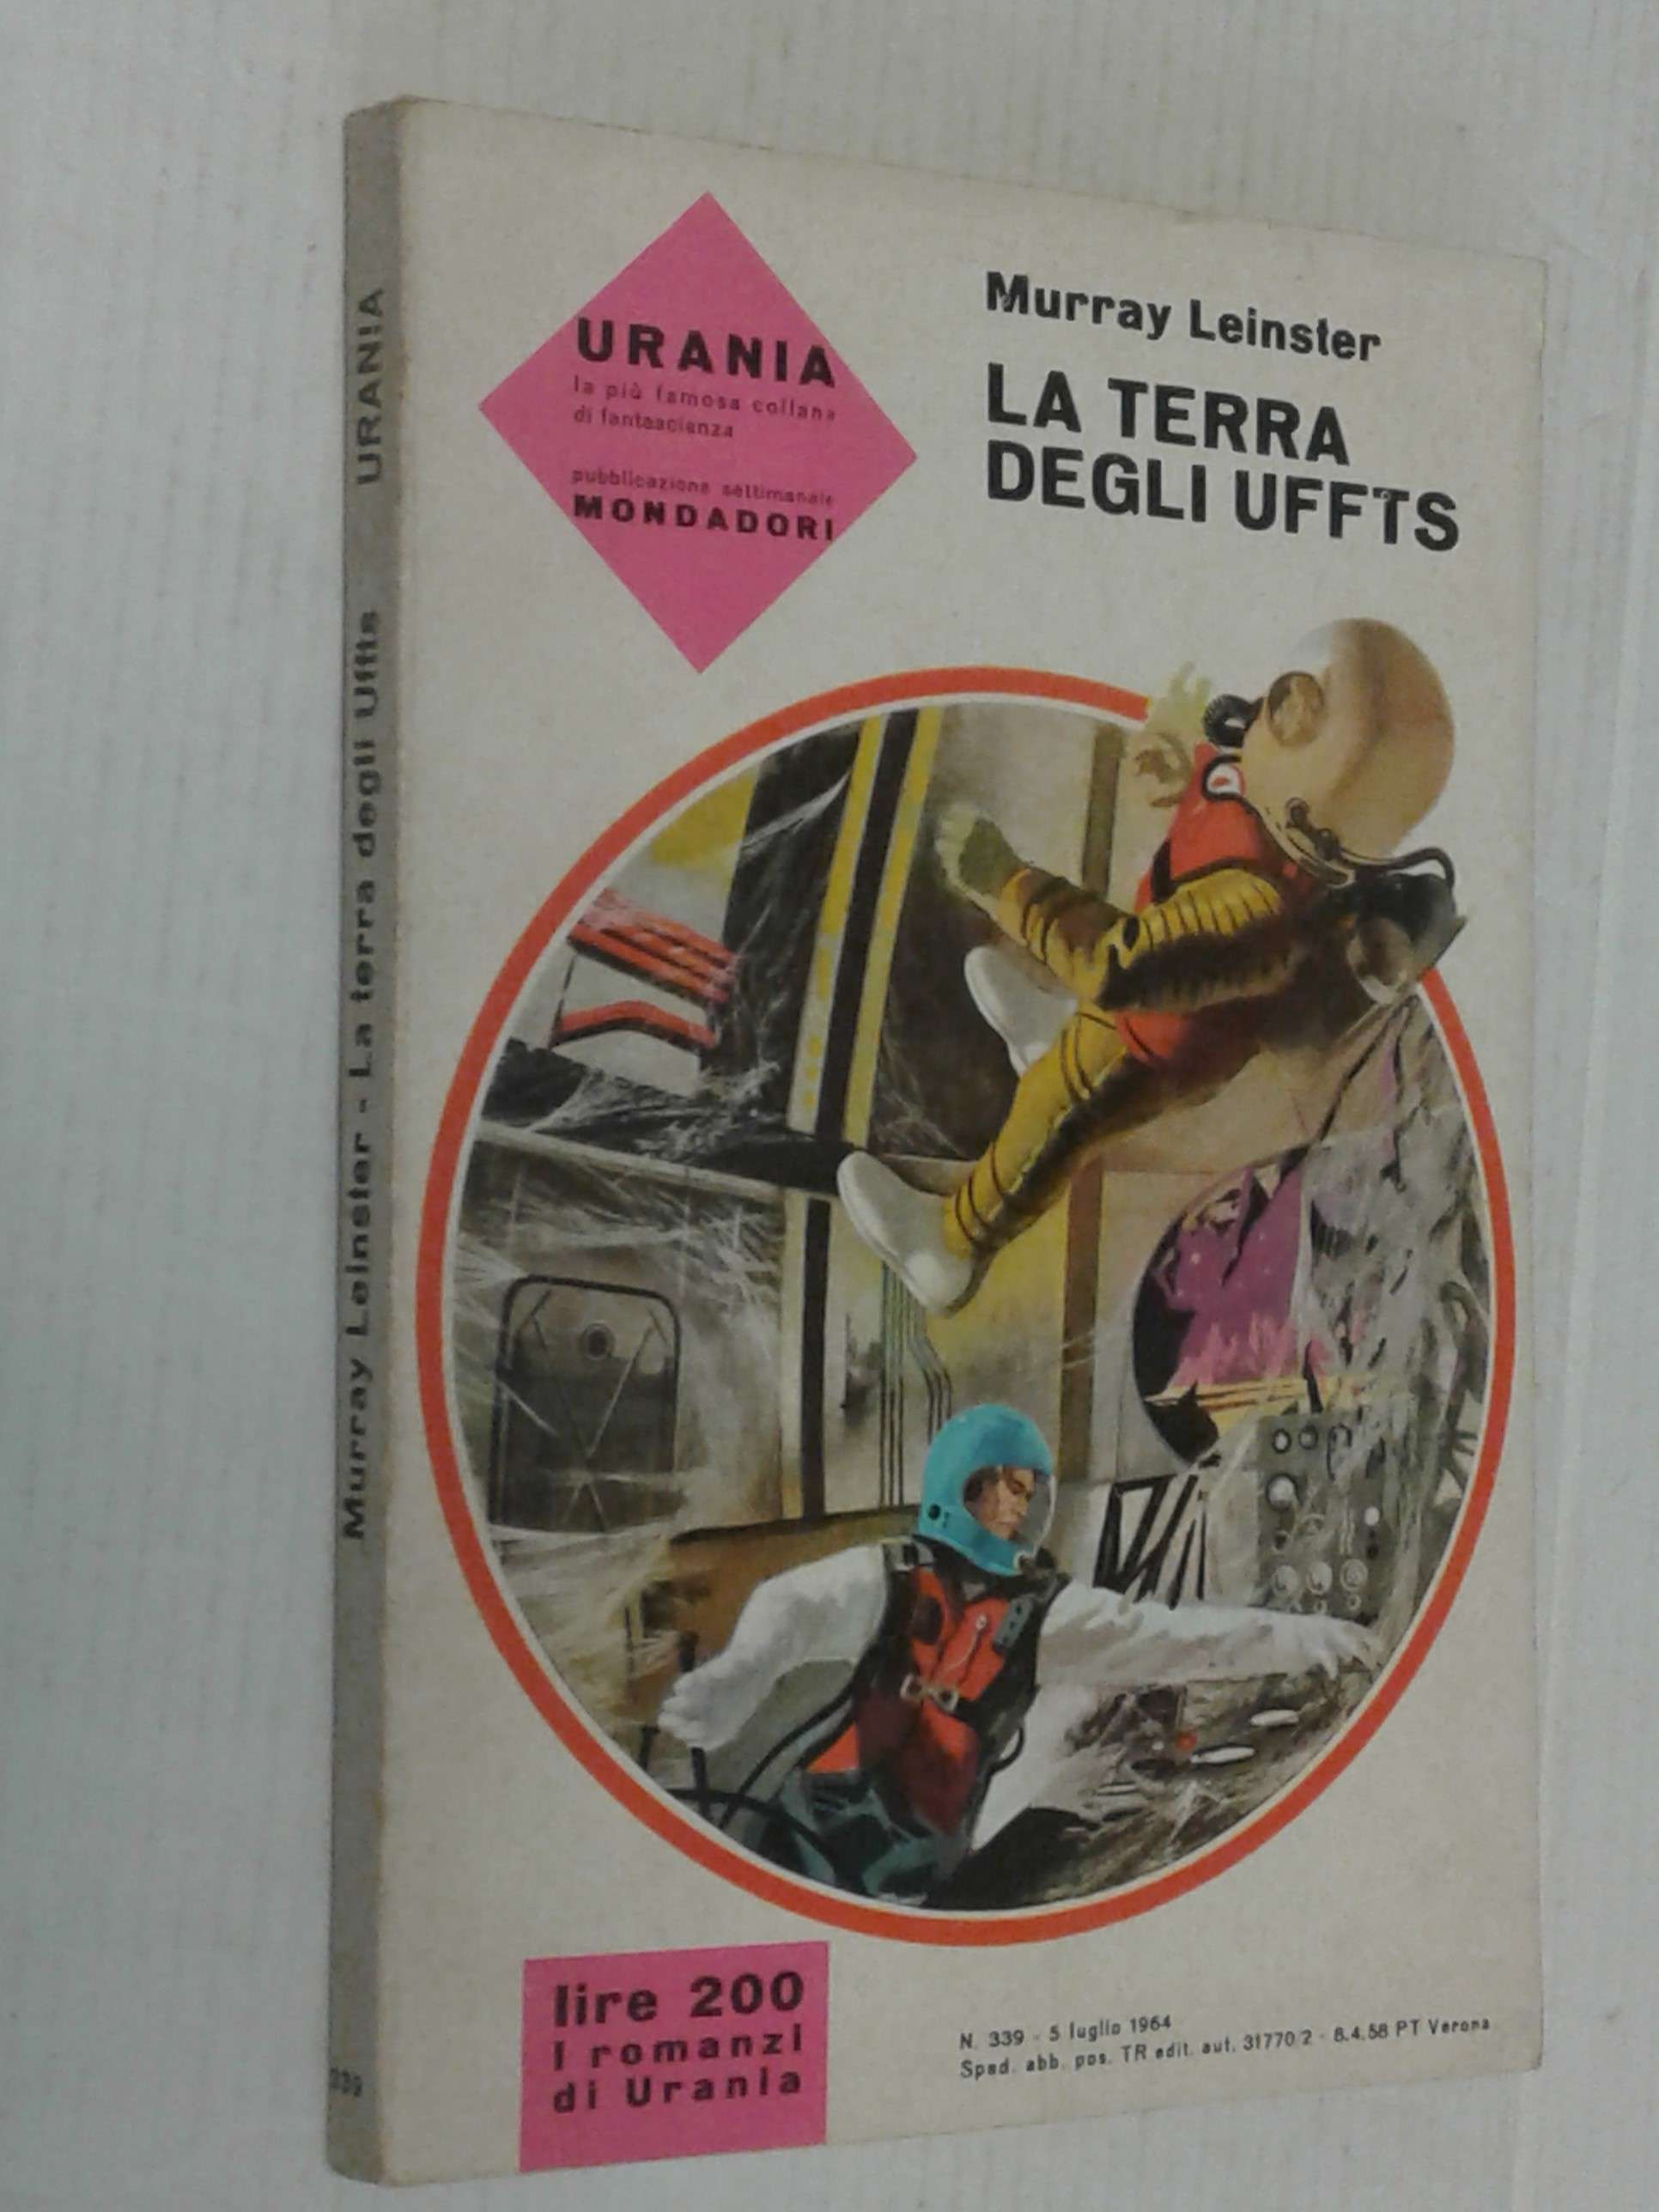 URANIA
la più famosa collana
di fantascienza
pubblicazione settimanale
MONDADORI
Murray Leinster
LA TERRA
DEGLI UFFTS
Murray Leinster - La terra degli Uffts URANIA
339
lire 200
I romanzi
di Urania
N. 339 - 5 luglio 1964
Sped. abb. pos. TR edit. aut. 31770/2 - 8.4.58 PT Verona